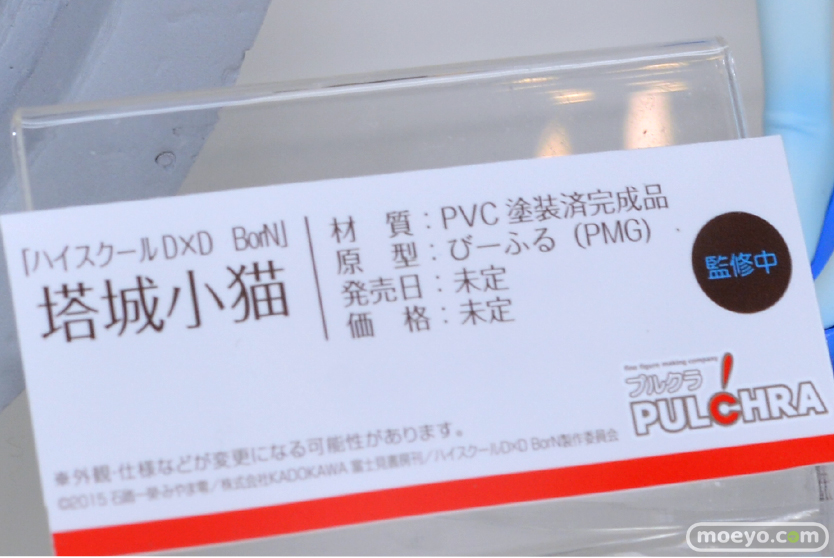 「ハイスクールD×D BorN」
塔城小猫
材 質：PVC 塗装済完成品
原 型：びーふる（PMG）
発売日：未定
価 格：未定
監修中
fine figure making company
プルクラ
PULCHRA
※外観・仕様などが変更になる可能性があります。
©2015 石踏一榮・みやま零／株式会社KADOKAWA 富士見書房刊／ハイスクールD×D BorN製作委員会
moeyo.com